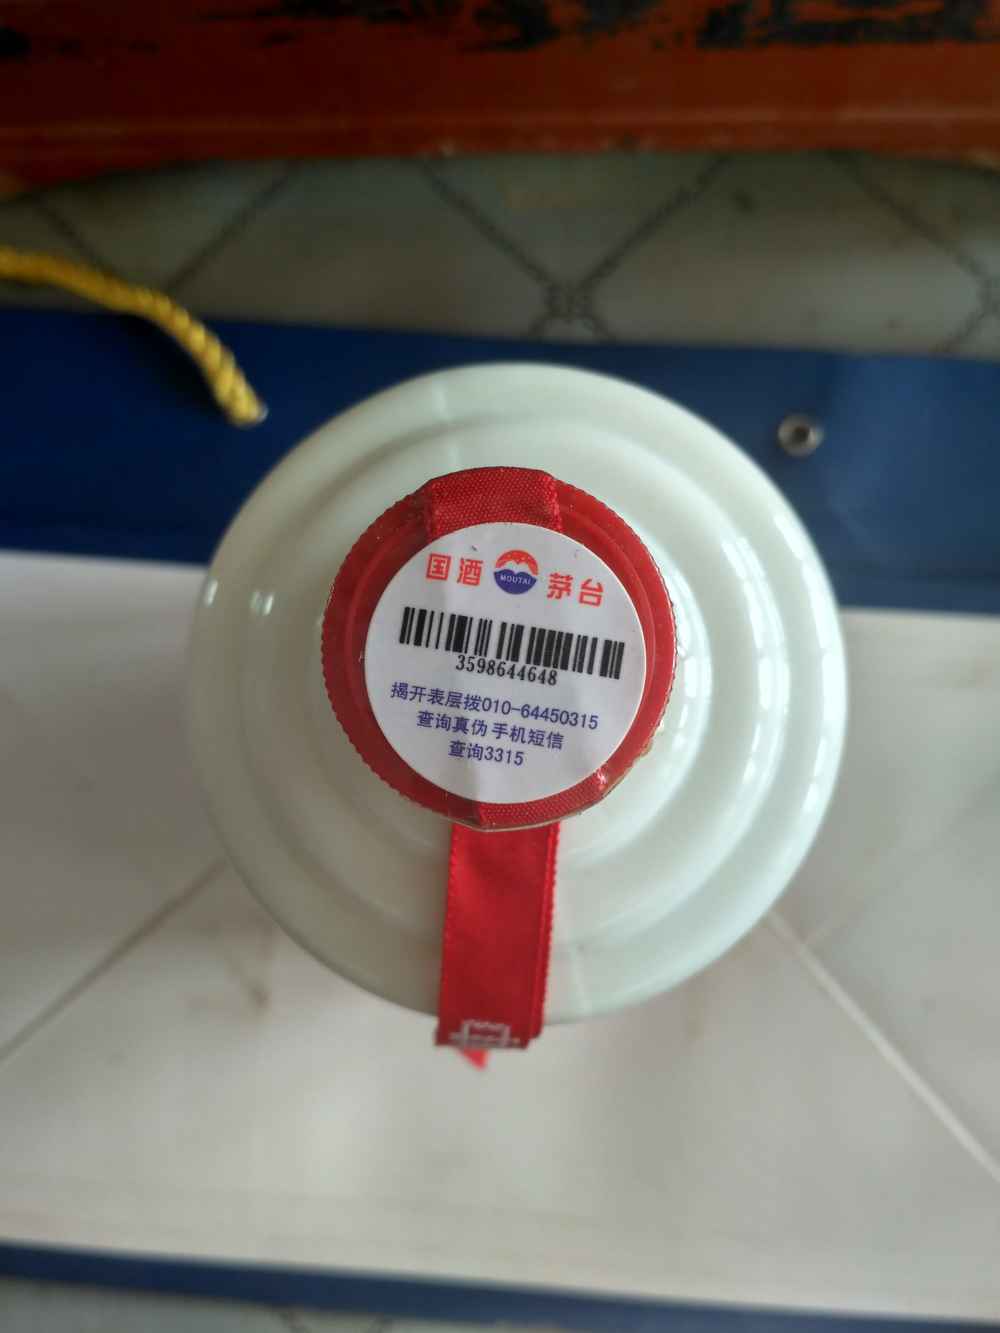 国酒 MOUTAI 茅台
3598644648
揭开表层拨010-64450315
查询真伪 手机短信
查询3315